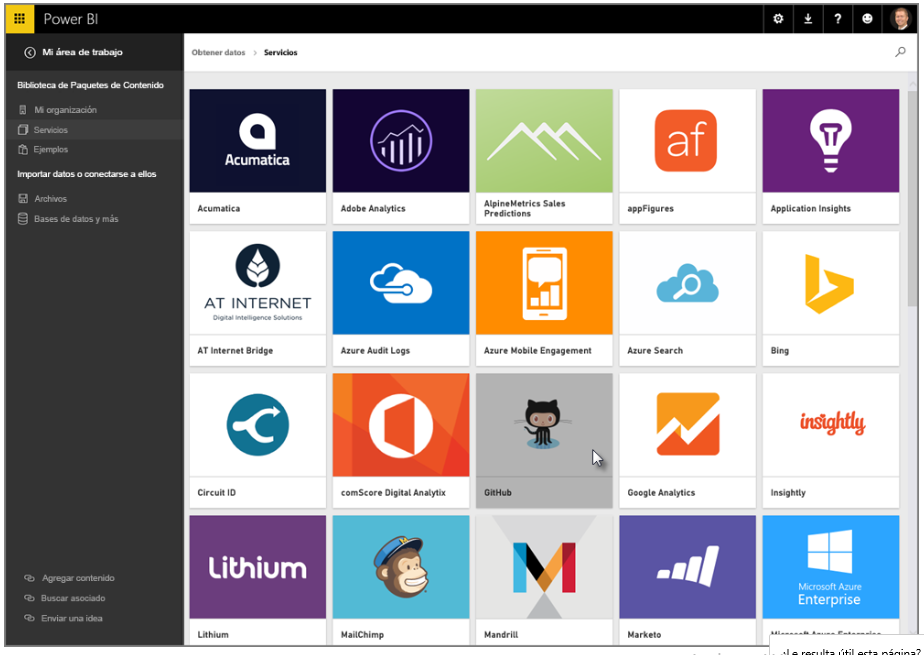 Power BI
?
Mi área de trabajo
Obtener datos > Servicios
Biblioteca de Paquetes de Contenido
Mi organización
Servicios
Ejemplos
Importar datos o conectarse a ellos
Archivos
Bases de datos y más
Acumatica
af
Acumatica
Adobe Analytics
AlpineMetrics Sales
Predictions
appFigures
Application Insights
AT INTERNET
Digital Intelligence Solutions
AT Internet Bridge
Azure Audit Logs
Azure Mobile Engagement
Azure Search
Bing
insightly
Circuit ID
comScore Digital Analytix
GitHub
Google Analytics
Insightly
Lithium
Microsoft Azure
Enterprise
Lithium
MailChimp
Mandrill
Marketo
Microsoft Azure Enterprise
Agregar contenido
Buscar asociado
Enviar una idea
¿Le resulta útil esta página?